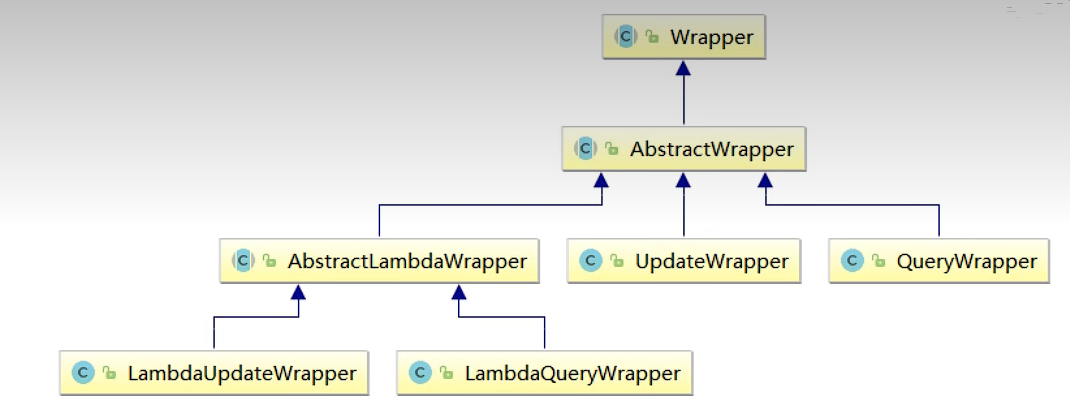 Wrapper
AbstractWrapper
AbstractLambdaWrapper
UpdateWrapper
QueryWrapper
LambdaUpdateWrapper
LambdaQueryWrapper